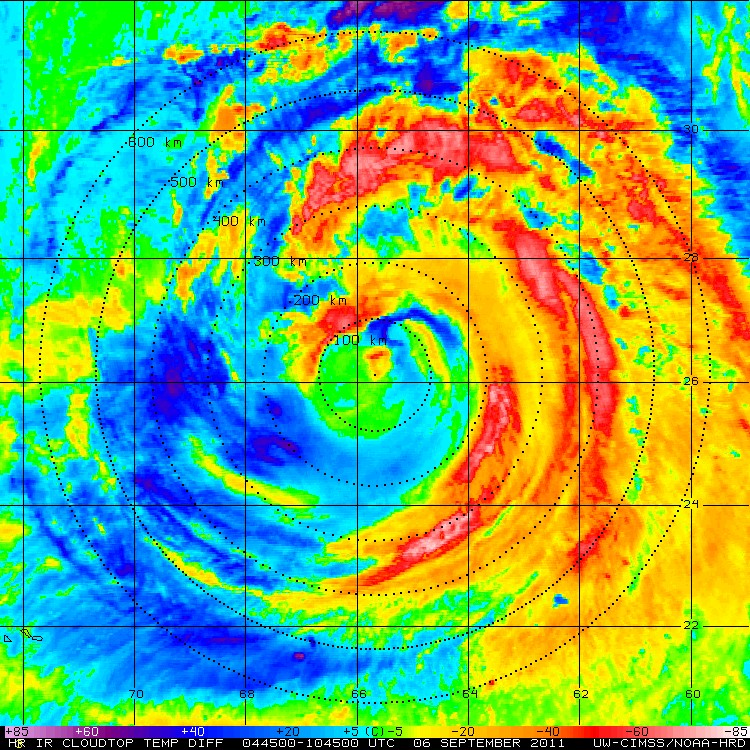 600 km
500 km
30
400 km
300 km
28
200 km
100 km
26
24
22
70 68 66 64 62 60
+85 +60 +40 +20 +5 (C) -5 -20 -40 -60 -85
HR IR CLOUDTOP TEMP DIFF 044500-104500 UTC 06 SEPTEMBER 2011 UW-CIMSS/NOAA-HRD